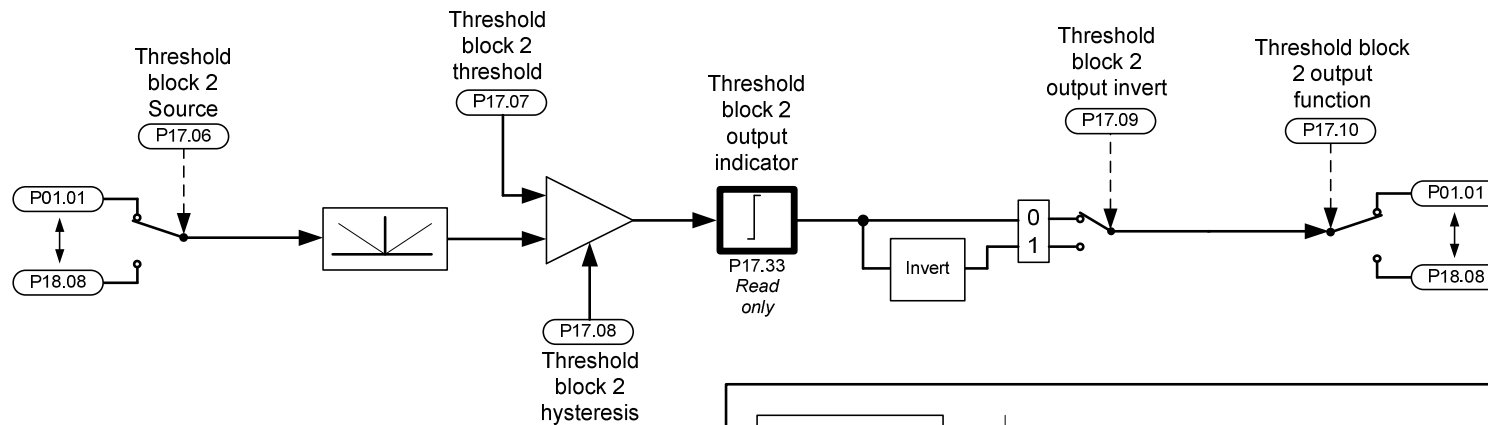 Threshold
block 2
Source
P17.06
P01.01
P18.08
Threshold
block 2
threshold
P17.07
P17.08
Threshold
block 2
hysteresis
Threshold
block 2
output
indicator
P17.33
Read
only
Invert
0
1
Threshold
block 2
output invert
P17.09
Threshold block
2 output
function
P17.10
P01.01
P18.08